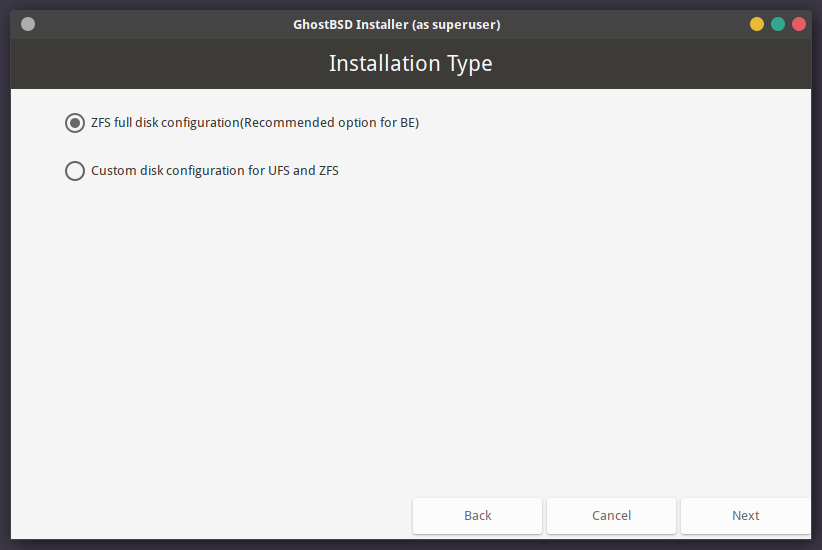 GhostBSD Installer (as superuser)
Installation Type
ZFS full disk configuration(Recommended option for BE)
Custom disk configuration for UFS and ZFS
Back Cancel Next